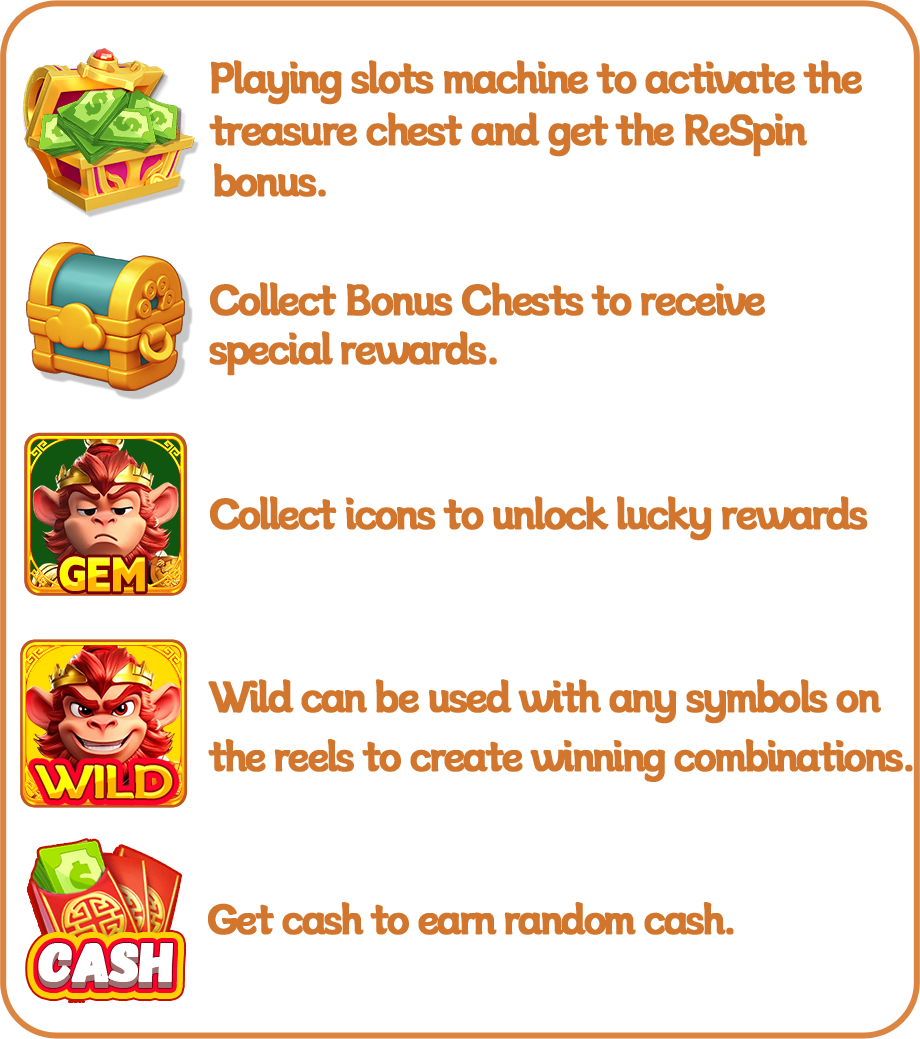 Playing slots machine to activate the
treasure chest and get the ReSpin
bonus.
Collect Bonus Chests to receive
special rewards.
Collect icons to unlock lucky rewards
GEM
Wild can be used with any symbols on
the reels to create winning combinations.
WILD
Get cash to earn random cash.
CASH